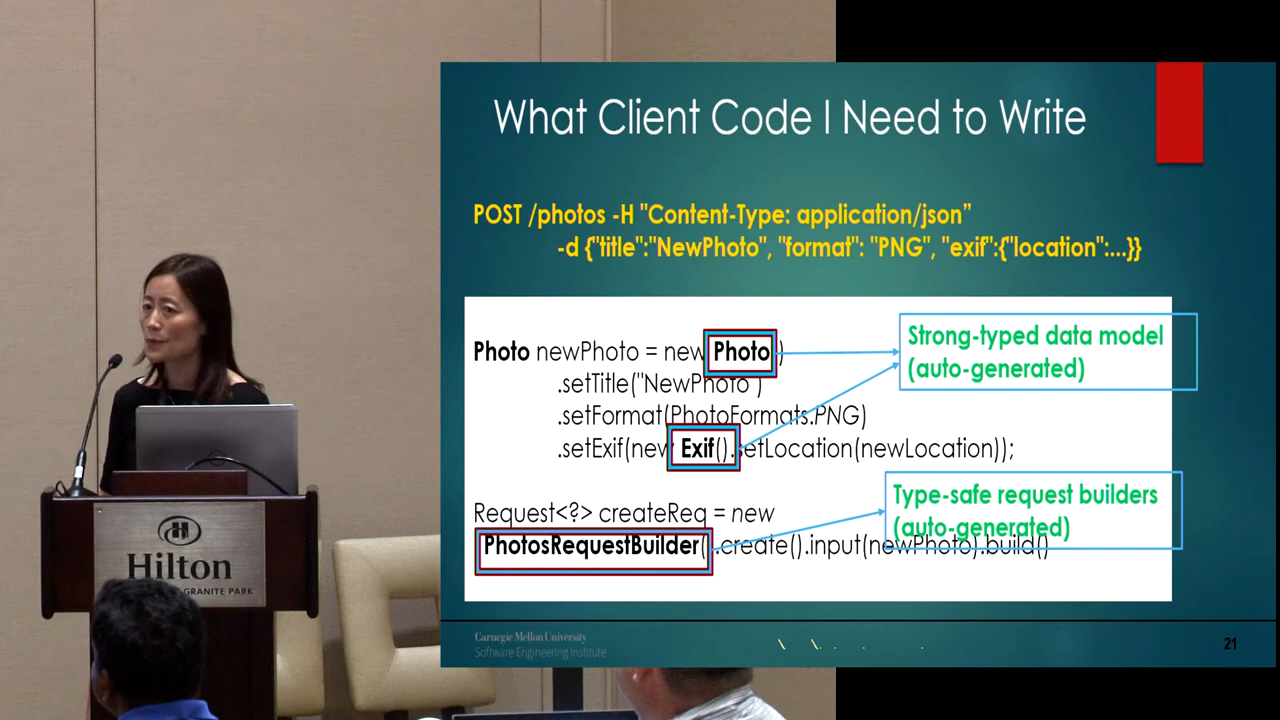 What Client Code I Need to Write
POST /photos -H "Content-Type: application/json”
-d {"title":"NewPhoto", "format": "PNG", "exif":{"location":...}}
Photo newPhoto = new Photo()
.setTitle("NewPhoto")
.setFormat(PhotoFormats.PNG)
.setExif(new Exif().setLocation(newLocation));
Strong-typed data model
(auto-generated)
Request<?> createReq = new
PhotosRequestBuilder().create().input(newPhoto).build()
Type-safe request builders
(auto-generated)
Carnegie Mellon University
Software Engineering Institute
21
Hilton
GRANITE PARK